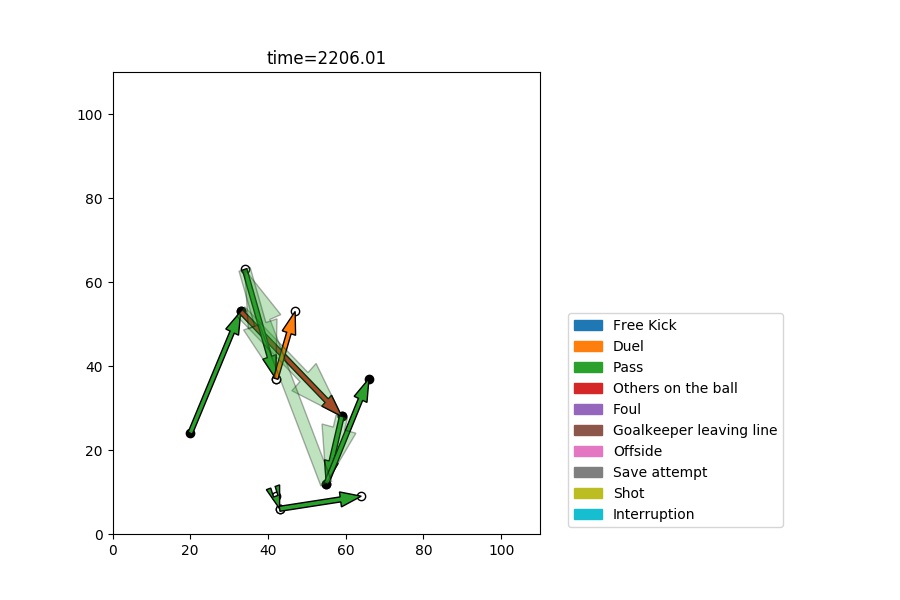 time=2206.01
100
80
60
40
20
0
0 20 40 60 80 100
Free Kick
Duel
Pass
Others on the ball
Foul
Goalkeeper leaving line
Offside
Save attempt
Shot
Interruption